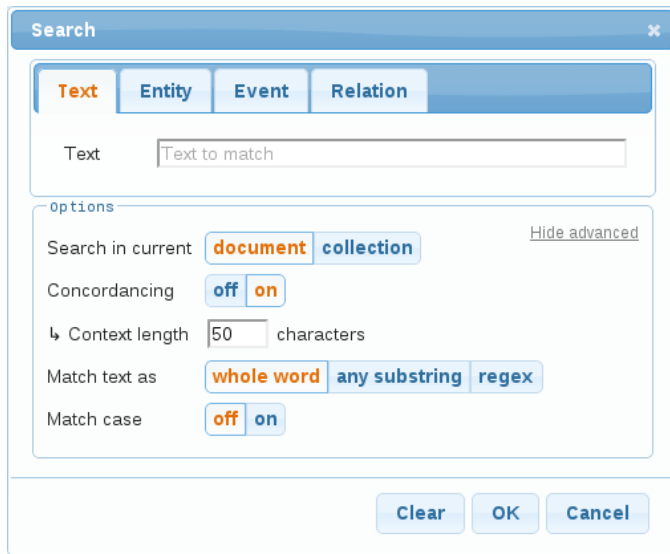 Search
Text Entity Event Relation
Text Text to match
Options
Hide advanced
Search in current document collection
Concordancing off on
↳ Context length 50 characters
Match text as whole word any substring regex
Match case off on
Clear OK Cancel